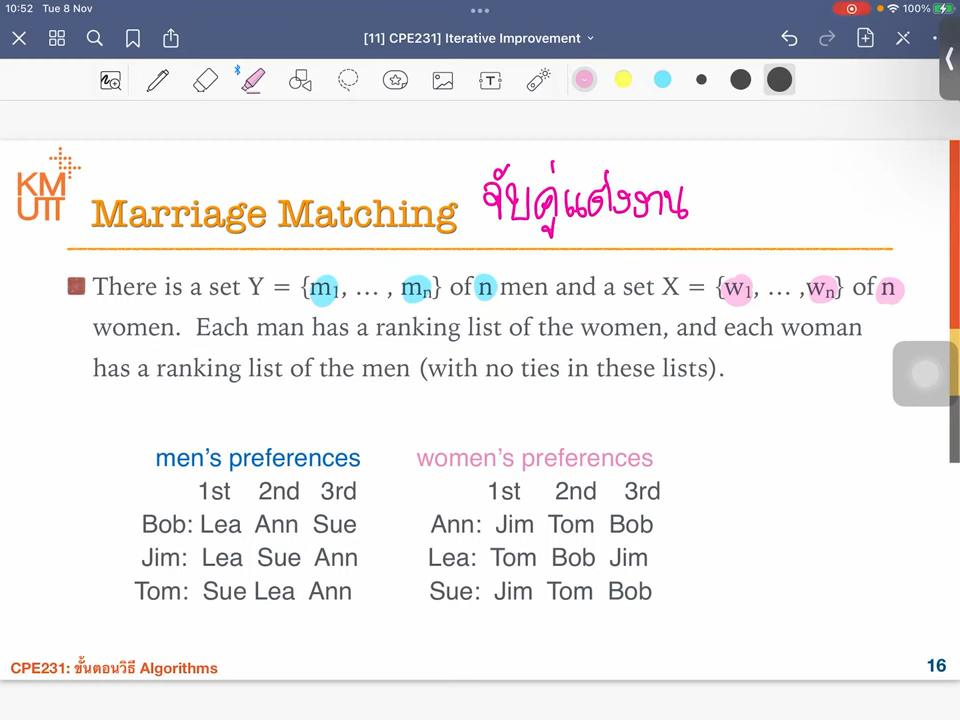 10:52 Tue 8 Nov 100%
[11] CPE231] Iterative Improvement
T
KM
UTT
Marriage Matching จับคู่แต่งงาน
There is a set Y = {m₁, … , mₙ} of n men and a set X = {w₁, … ,wₙ} of n
women. Each man has a ranking list of the women, and each woman
has a ranking list of the men (with no ties in these lists).
men's preferences women's preferences
1st 2nd 3rd 1st 2nd 3rd
Bob: Lea Ann Sue Ann: Jim Tom Bob
Jim: Lea Sue Ann Lea: Tom Bob Jim
Tom: Sue Lea Ann Sue: Jim Tom Bob
CPE231: ขั้นตอนวิธี Algorithms 16